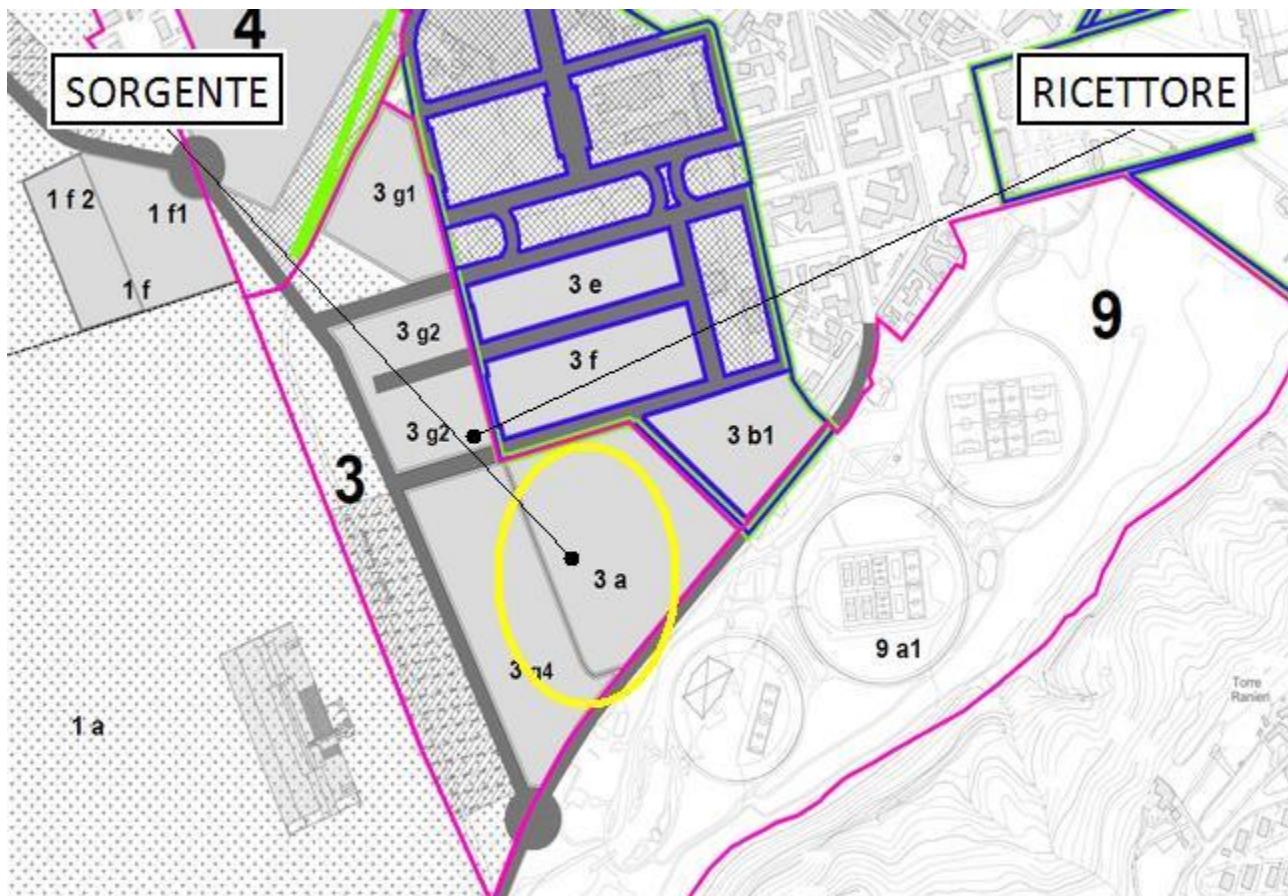 4
SORGENTE
RICETTORE
3 g1
1 f 2
1 f1
1 f
3 e
9
3 g2
3 f
3 g2
3 b1
3
3 a
9 a1
3 g4
Torre
Ranieri
1 a